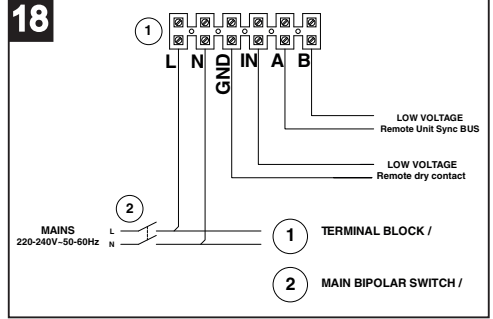 18
1
L N GND IN A B
LOW VOLTAGE
Remote Unit Sync BUS
LOW VOLTAGE
Remote dry contact
2
MAINS
220-240V~50-60Hz
L
N
1 TERMINAL BLOCK /
2 MAIN BIPOLAR SWITCH /